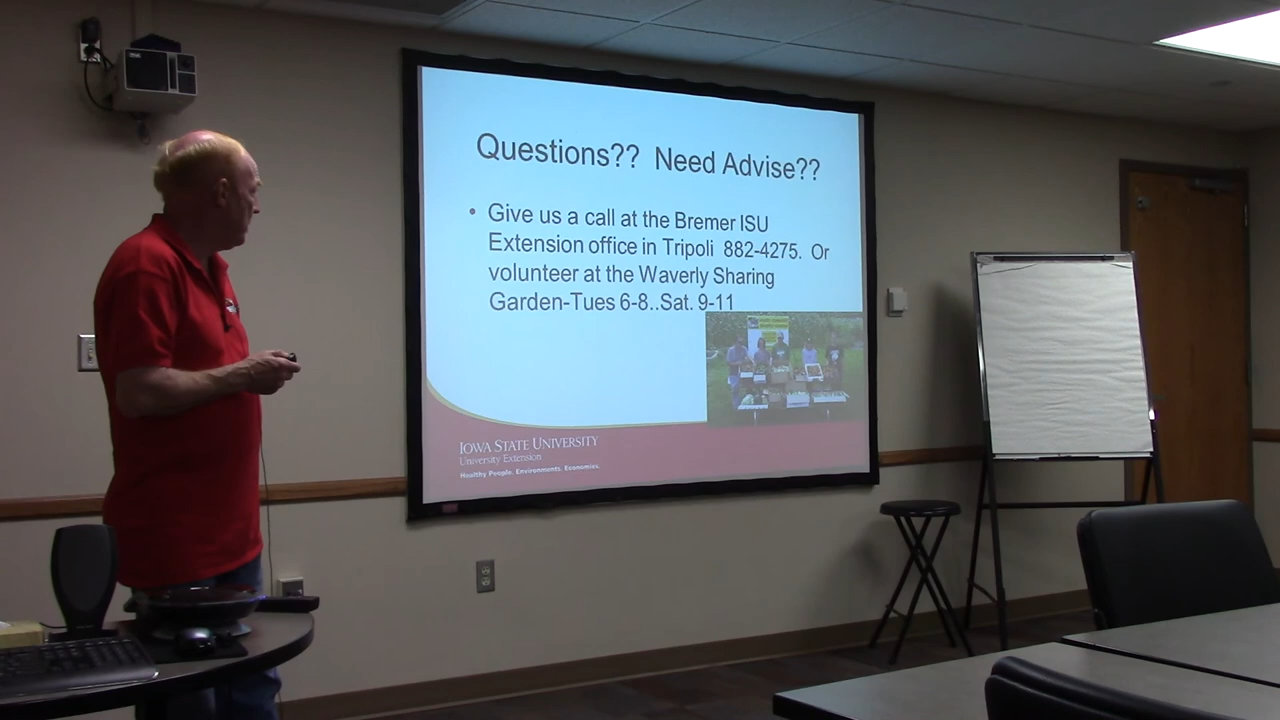 Questions??  Need Advise??
• Give us a call at the Bremer ISU
Extension office in Tripoli  882-4275.  Or
volunteer at the Waverly Sharing
Garden-Tues 6-8..Sat. 9-11
IOWA STATE UNIVERSITY
University Extension
Healthy People. Environments. Economies.